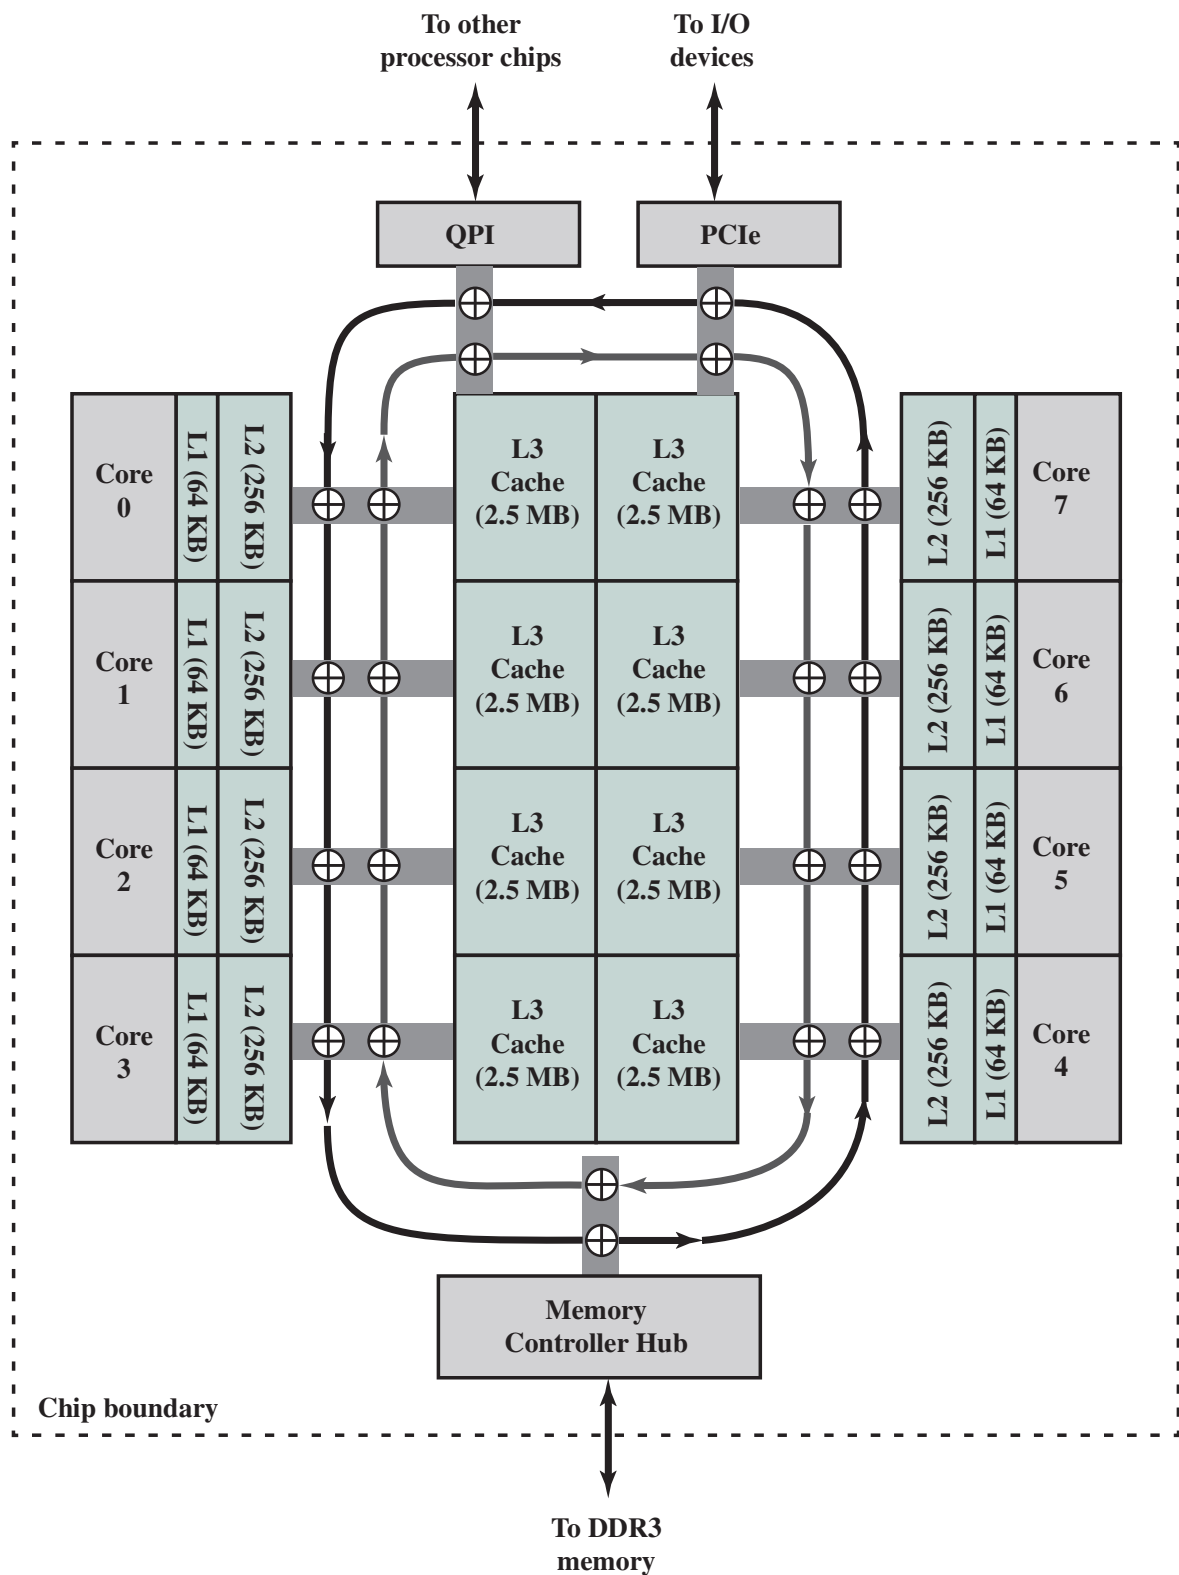 To other
processor chips
To I/O
devices
QPI
PCIe
Core
0
L1 (64 KB)
L2 (256 KB)
L3
Cache
(2.5 MB)
L3
Cache
(2.5 MB)
L2 (256 KB)
L1 (64 KB)
Core
7
Core
1
L1 (64 KB)
L2 (256 KB)
L3
Cache
(2.5 MB)
L3
Cache
(2.5 MB)
L2 (256 KB)
L1 (64 KB)
Core
6
Core
2
L1 (64 KB)
L2 (256 KB)
L3
Cache
(2.5 MB)
L3
Cache
(2.5 MB)
L2 (256 KB)
L1 (64 KB)
Core
5
Core
3
L1 (64 KB)
L2 (256 KB)
L3
Cache
(2.5 MB)
L3
Cache
(2.5 MB)
L2 (256 KB)
L1 (64 KB)
Core
4
Memory
Controller Hub
Chip boundary
To DDR3
memory